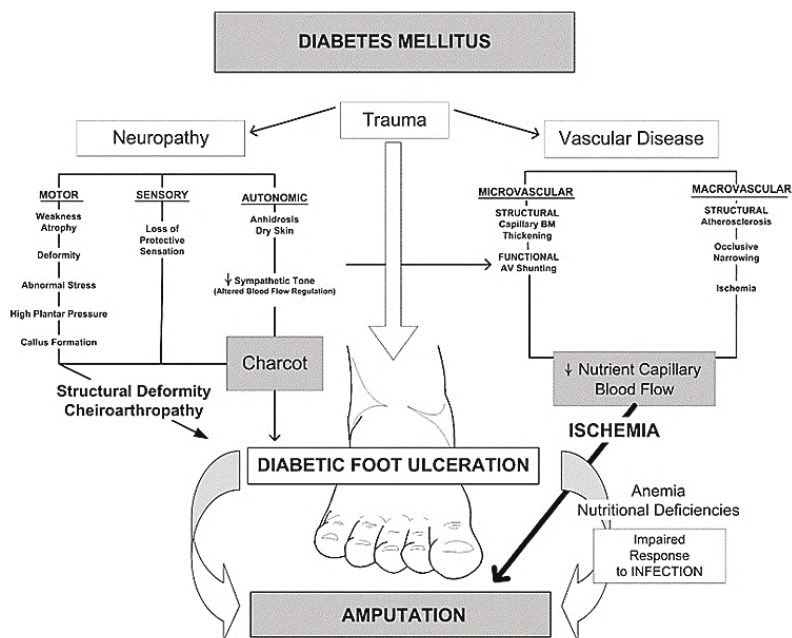 DIABETES MELLITUS
Trauma
Neuropathy
Vascular Disease
MOTOR
Weakness
Atrophy
Deformity
Abnormal Stress
High Plantar Pressure
Callus Formation
SENSORY
Loss of
Protective
Sensation
AUTONOMIC
Anhidrosis
Dry Skin
↓ Sympathetic Tone
(Altered Blood Flow Regulation)
MICROVASCULAR
STRUCTURAL
Capillary BM
Thickening
FUNCTIONAL
AV Shunting
MACROVASCULAR
STRUCTURAL
Atherosclerosis
Occlusive
Narrowing
Ischemia
Charcot
↓ Nutrient Capillary
Blood Flow
Structural Deformity
Cheiroarthropathy
ISCHEMIA
DIABETIC FOOT ULCERATION
Anemia
Nutritional Deficiencies
Impaired
Response
to INFECTION
AMPUTATION